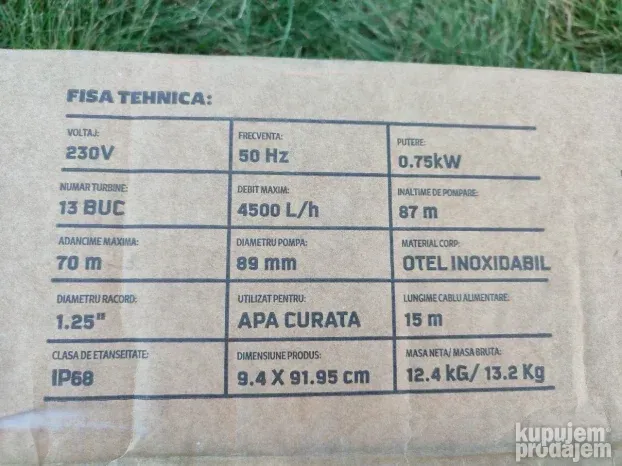 FISA TEHNICA:
VOLTAJ: FRECVENTA: PUTERE:
230V 50 Hz 0.75kW
NUMAR TURBINE: DEBIT MAXIM: INALTIME DE POMPARE:
13 BUC 4500 L/h 87 m
ADANCIME MAXIMA: DIAMETRU POMPA: MATERIAL CORP:
70 m 89 mm OTEL INOXIDABIL
DIAMETRU RACORD: UTILIZAT PENTRU: LUNGIME CABLU ALIMENTARE:
1.25" APA CURATA 15 m
CLASA DE ETANSEITATE: DIMENSIUNE PRODUS: MASA NETA/ MASA BRUTA:
IP68 9.4 X 91.95 cm 12.4 kG/ 13.2 Kg
kupujem
prodajem